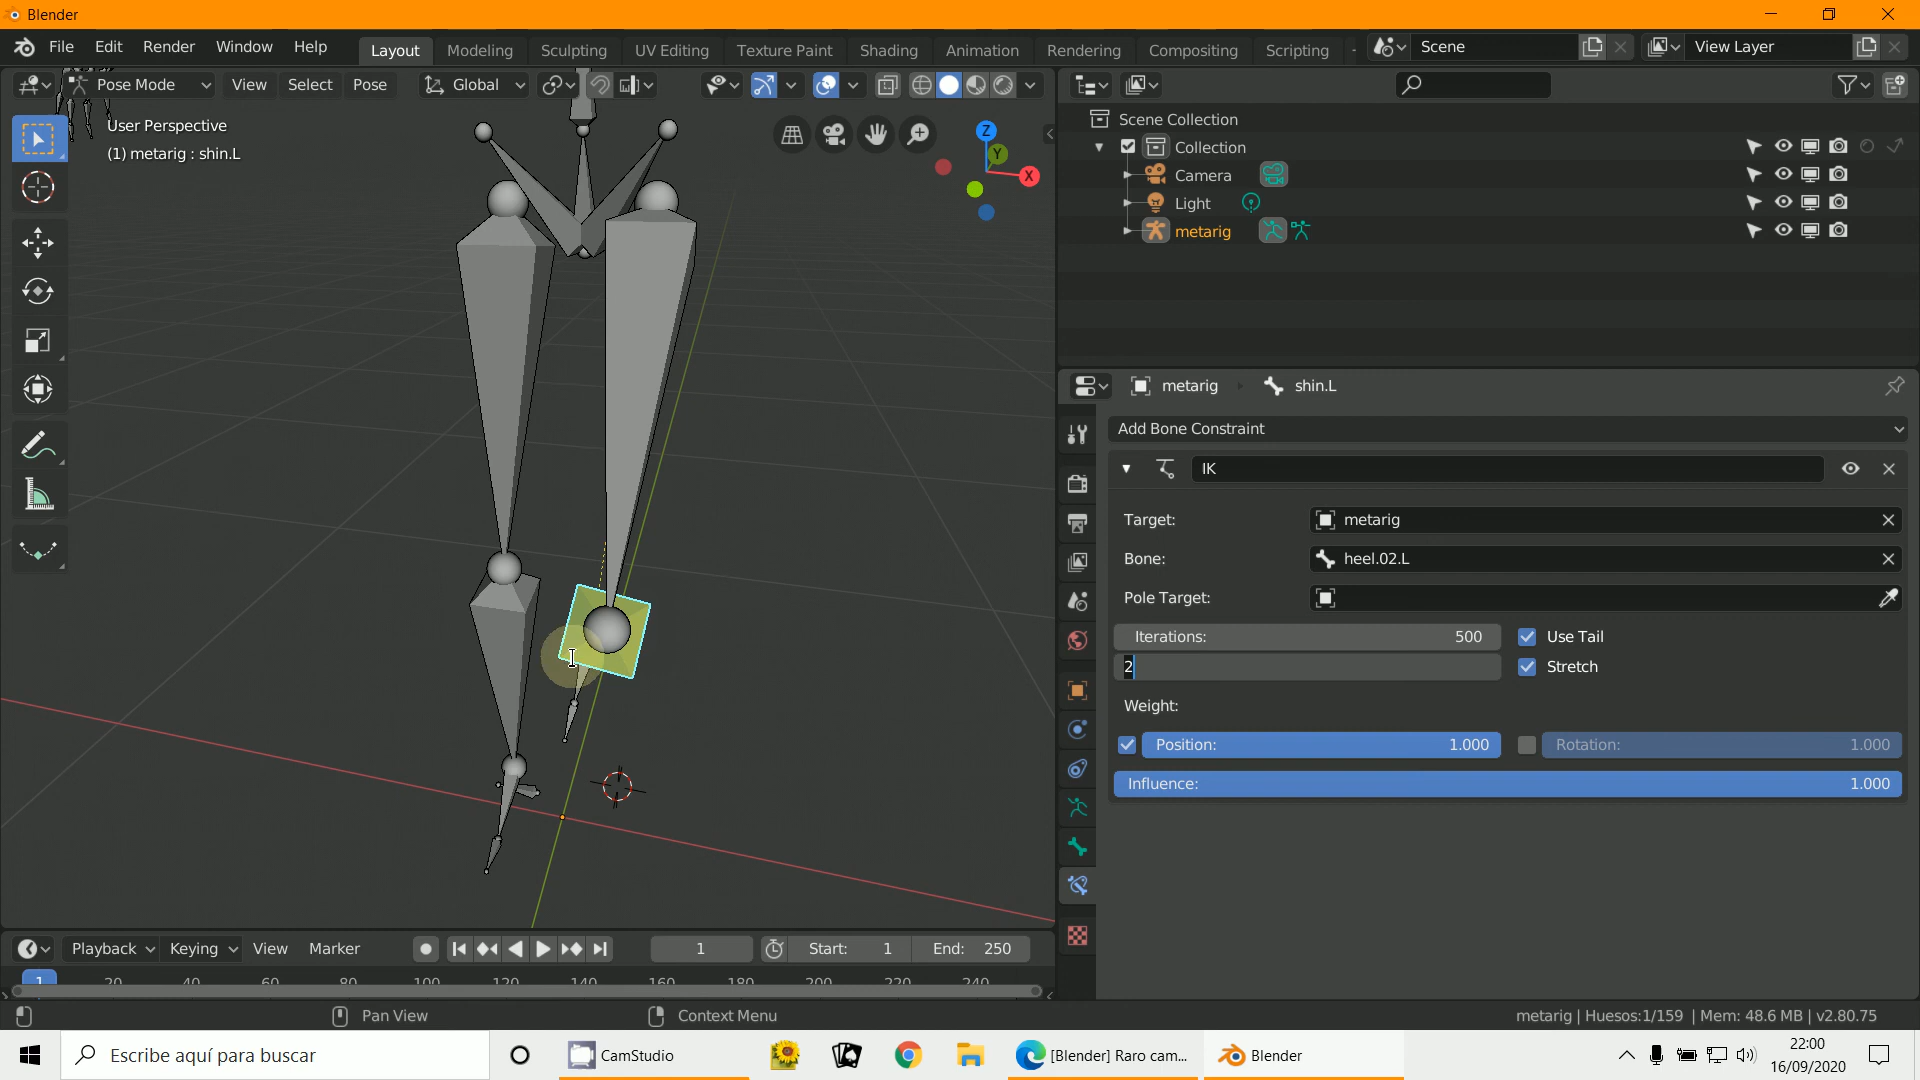 Blender
File Edit Render Window Help Layout Modeling Sculpting UV Editing Texture Paint Shading Animation Rendering Compositing Scripting Scene View Layer
Pose Mode View Select Pose Global
User Perspective
(1) metarig : shin.L
Z
Y
X
Scene Collection
Collection
Camera
Light
metarig
metarig shin.L
Add Bone Constraint
IK
Target: metarig
Bone: heel.02.L
Pole Target:
Iterations: 500 Use Tail
2 Stretch
Weight:
Position: 1.000 Rotation: 1.000
Influence: 1.000
Playback Keying View Marker 1 Start: 1 End: 250
1 20 40 60 80 100 120 140 160 180 200 220 240
Pan View Context Menu metarig | Huesos:1/159 | Mem: 48.6 MB | v2.80.75
Escribe aquí para buscar CamStudio [Blender] Raro cam... Blender
22:00
16/09/2020